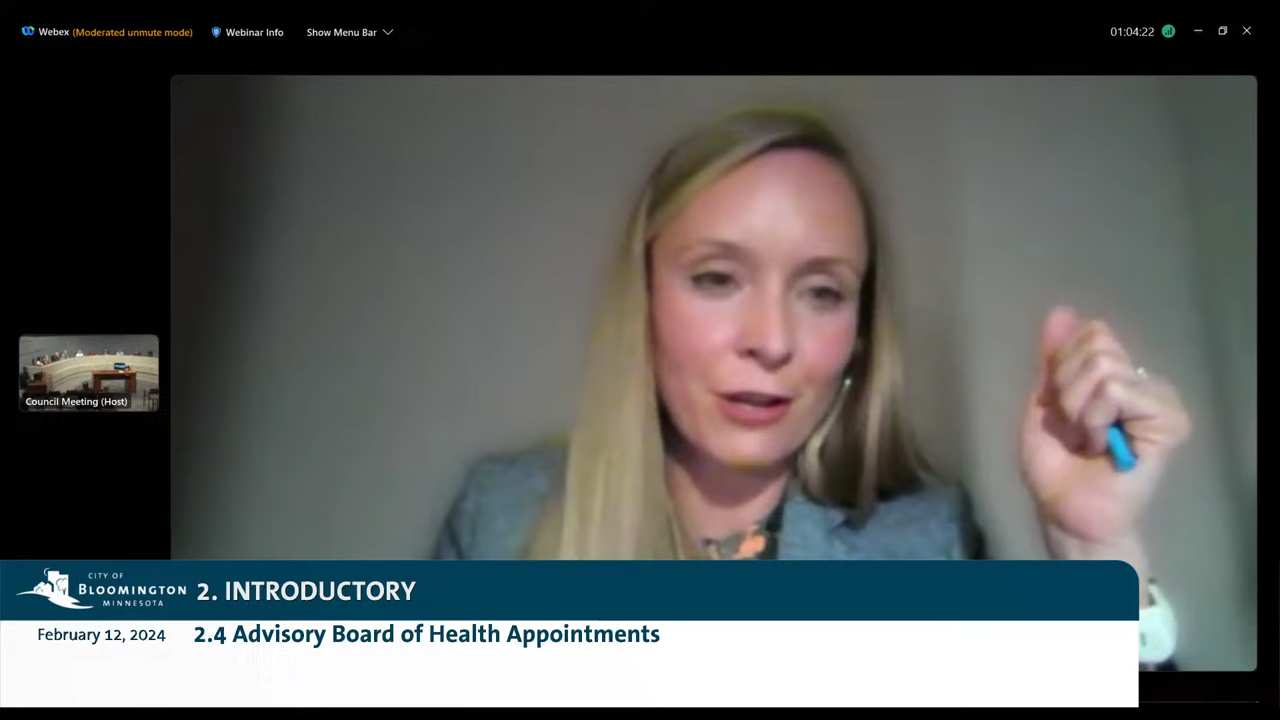 Webex (Moderated unmute mode) Webinar Info Show Menu Bar 01:04:22
Council Meeting (Host)
CITY OF
BLOOMINGTON
MINNESOTA
2. INTRODUCTORY
February 12, 2024
2.4 Advisory Board of Health Appointments